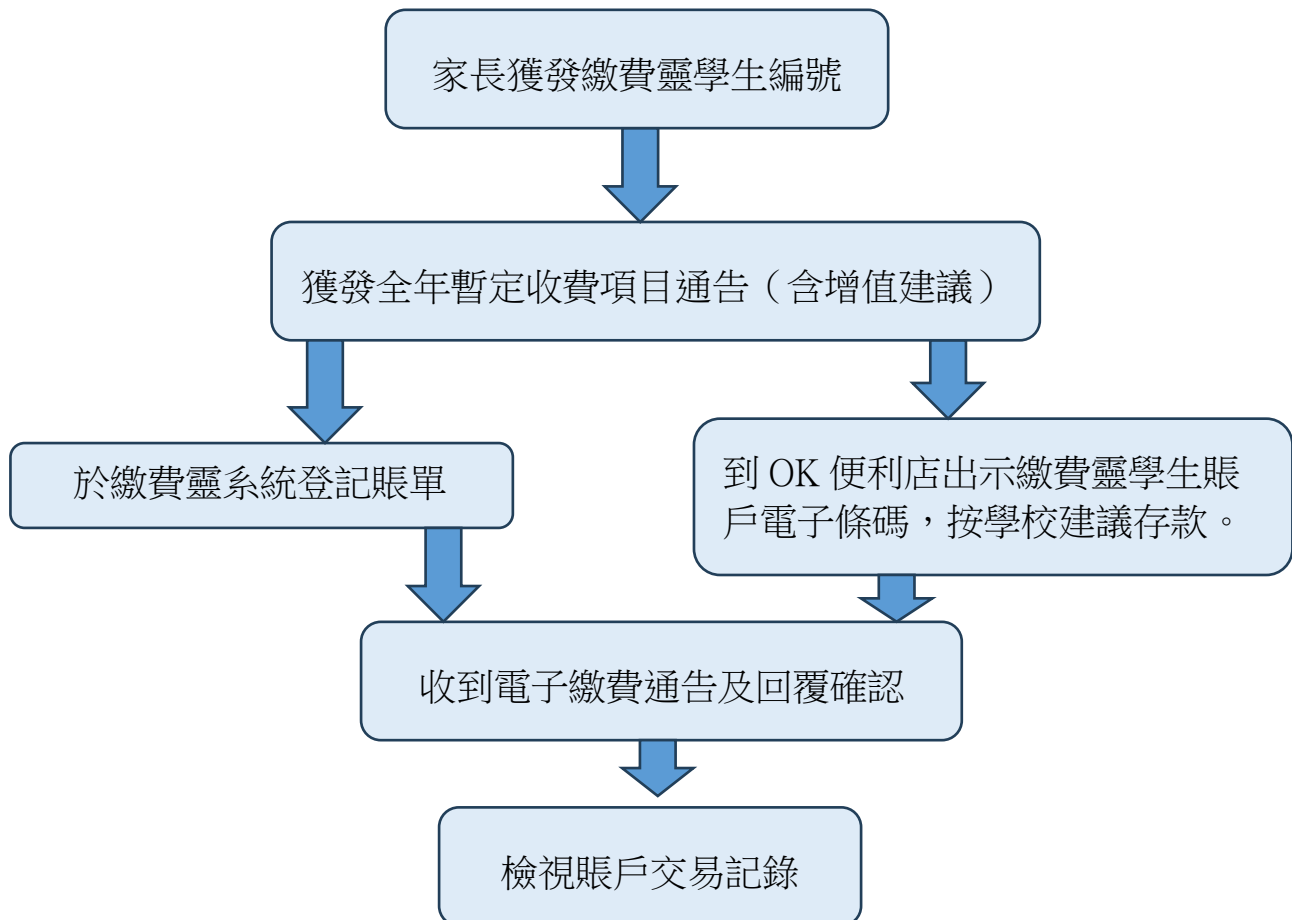 家長獲發繳費靈學生編號
獲發全年暫定收費項目通告（含增值建議）
於繳費靈系統登記賬單
到 OK 便利店出示繳費靈學生賬
戶電子條碼，按學校建議存款。
收到電子繳費通告及回覆確認
檢視賬戶交易記錄